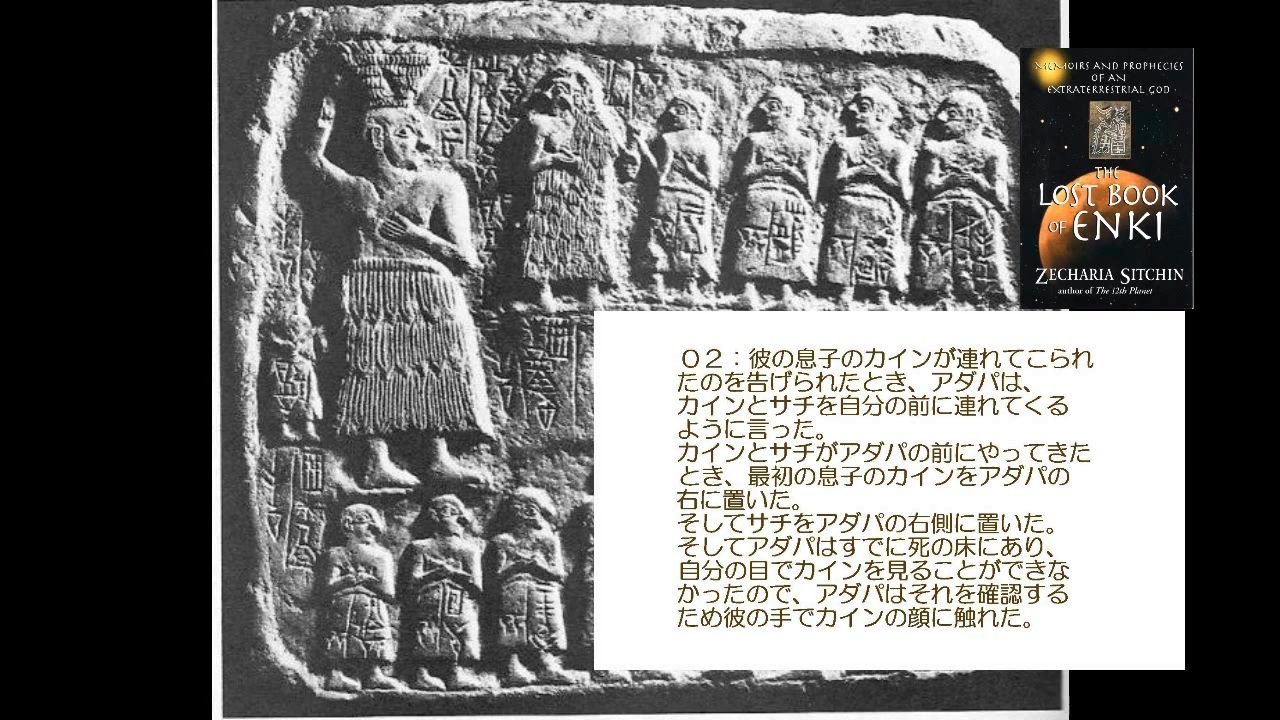 MEMOIRS AND PROPHECIES
OF AN
EXTRATERRESTRIAL GOD
THE
LOST BOOK
OF ENKI
ZECHARIA SITCHIN
author of The 12th Planet
０２：彼の息子のカインが連れてこられ
たのを告げられたとき、アダパは、
カインとサチを自分の前に連れてくる
ように言った。
カインとサチがアダパの前にやってきた
とき、最初の息子のカインをアダパの
右に置いた。
そしてサチをアダパの右側に置いた。
そしてアダパはすでに死の床にあり、
自分の目でカインを見ることができな
かったので、アダパはそれを確認する
ため彼の手でカインの顔に触れた。